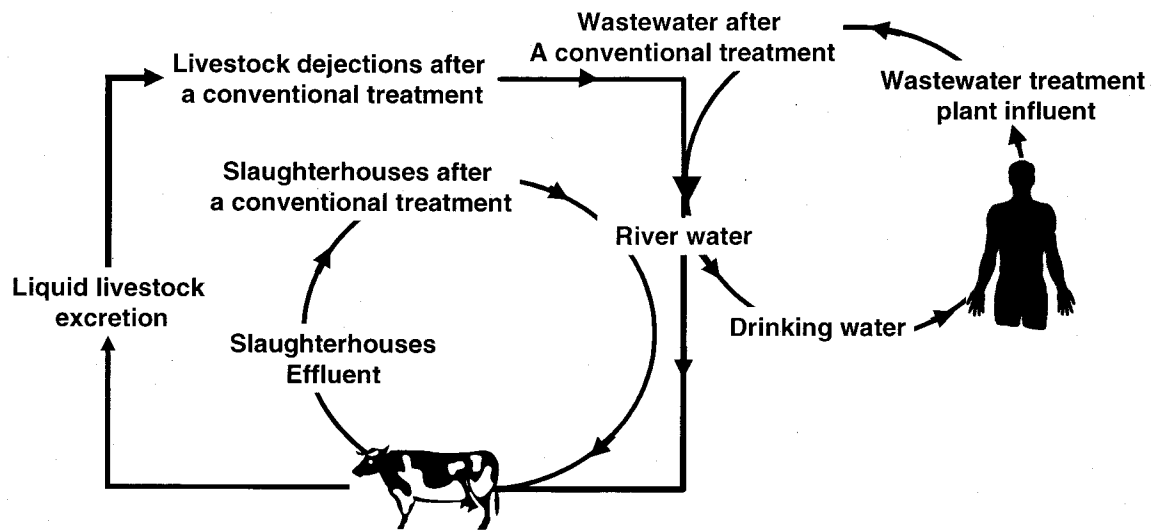 Wastewater after
A conventional treatment
Livestock dejections after
a conventional treatment
Wastewater treatment
plant influent
Slaughterhouses after
a conventional treatment
River water
Liquid livestock
excretion
Drinking water
Slaughterhouses
Effluent